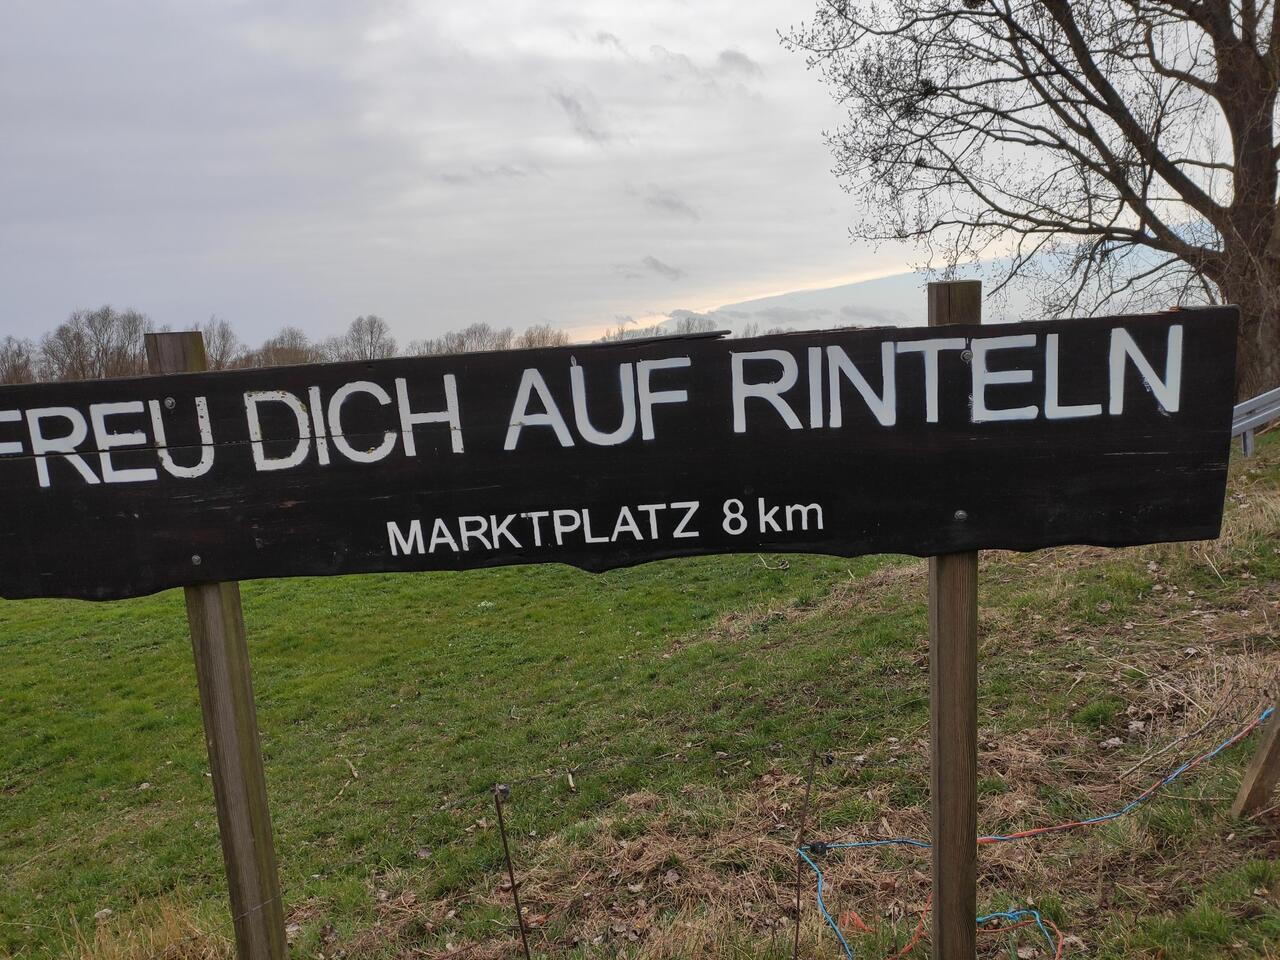 FREU DICH AUF RINTELN
MARKTPLATZ 8 km